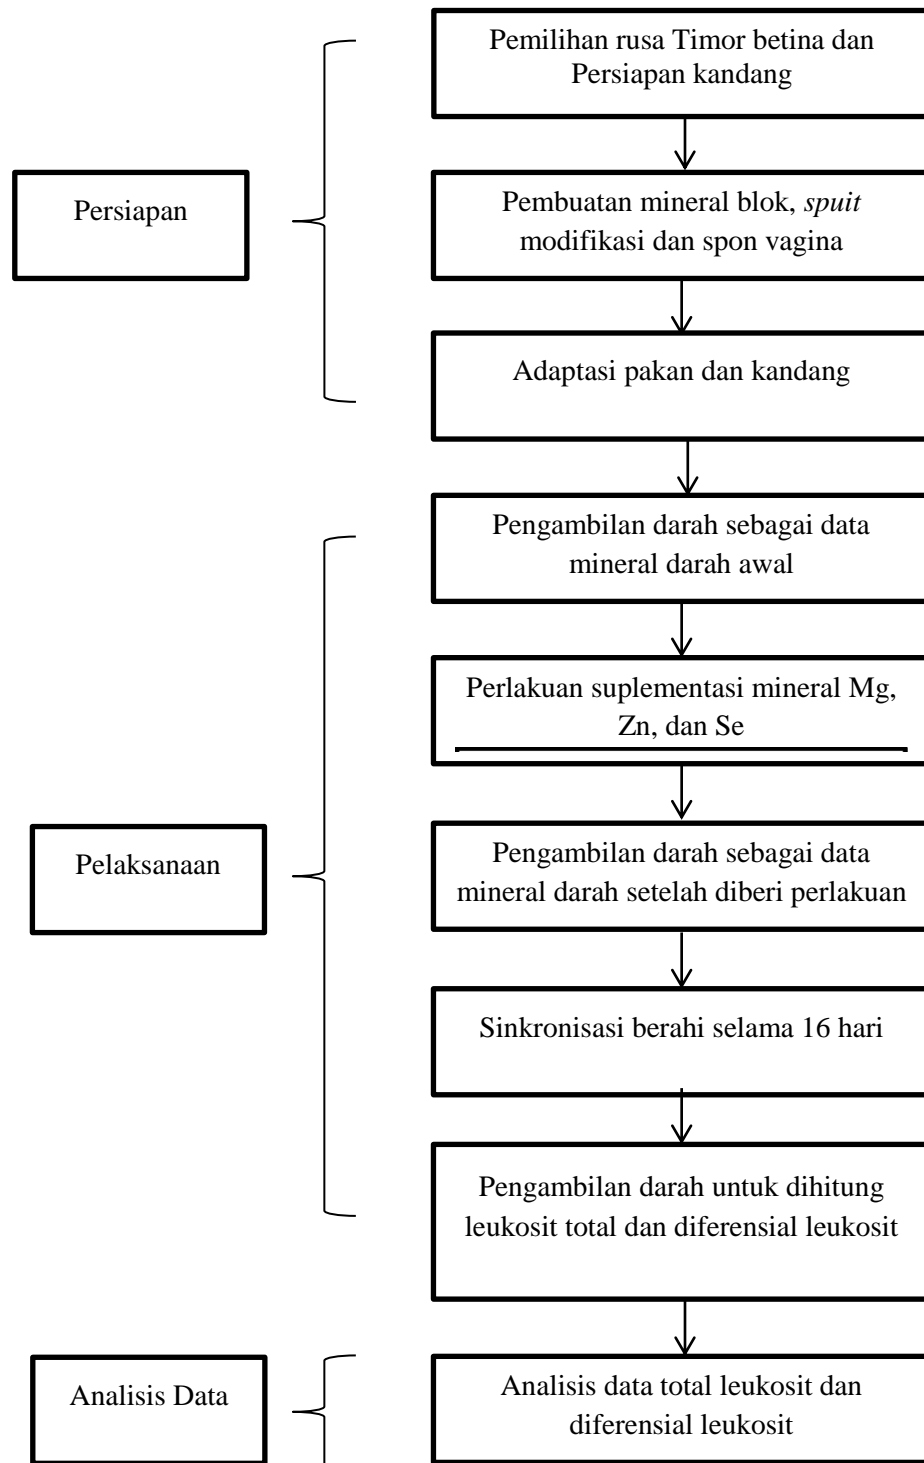 Pemilihan rusa Timor betina dan
Persiapan kandang
Persiapan
Pembuatan mineral blok, spuit
modifikasi dan spon vagina
Adaptasi pakan dan kandang
Pengambilan darah sebagai data
mineral darah awal
Perlakuan suplementasi mineral Mg,
Zn, dan Se
Pelaksanaan
Pengambilan darah sebagai data
mineral darah setelah diberi perlakuan
Sinkronisasi berahi selama 16 hari
Pengambilan darah untuk dihitung
leukosit total dan diferensial leukosit
Analisis Data
Analisis data total leukosit dan
diferensial leukosit